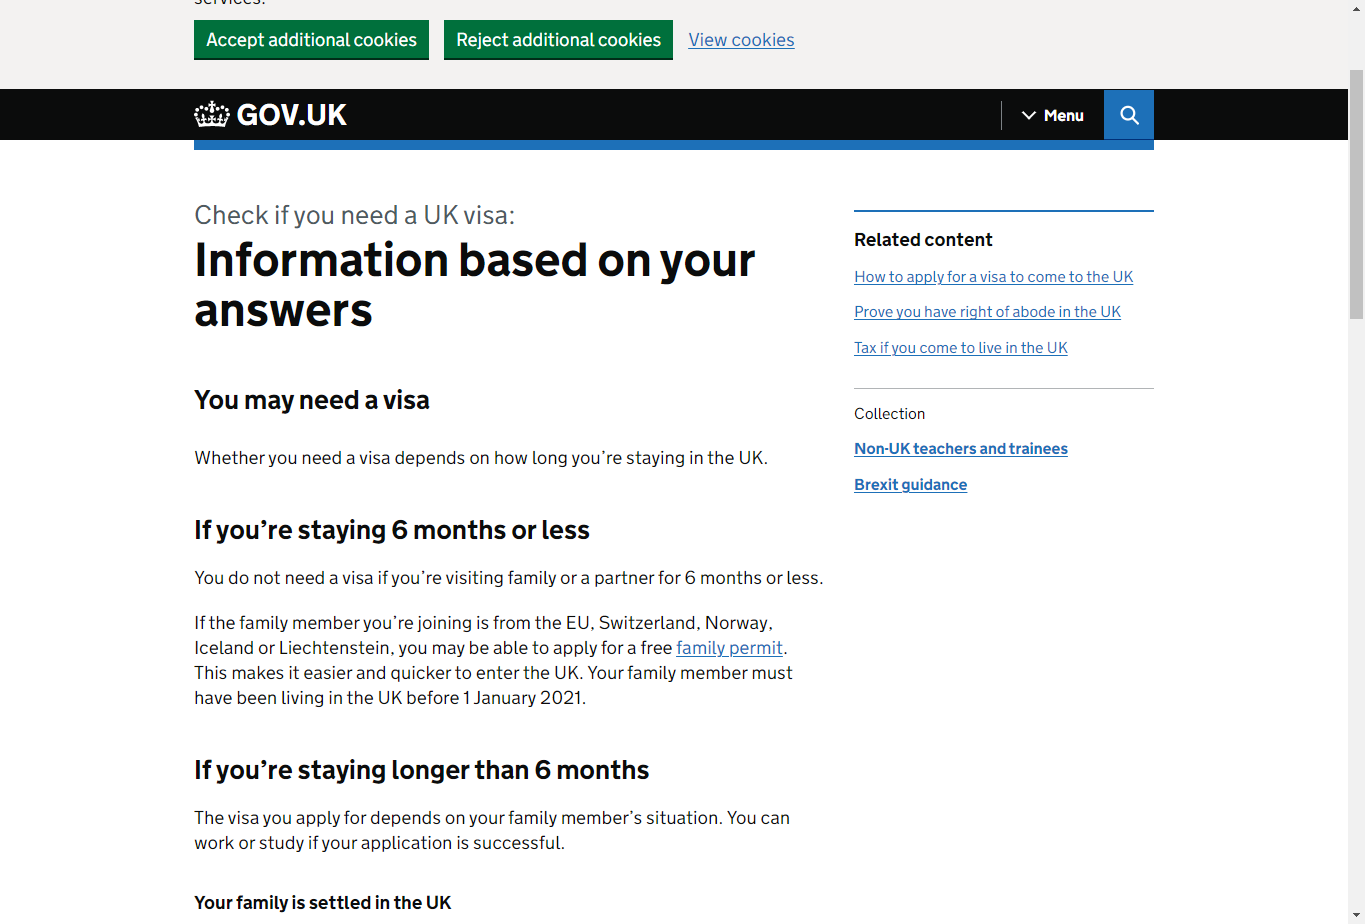 services.
Accept additional cookies
Reject additional cookies
View cookies
GOV.UK
Menu
Check if you need a UK visa:
Information based on your
answers
You may need a visa
Whether you need a visa depends on how long you’re staying in the UK.
If you’re staying 6 months or less
You do not need a visa if you’re visiting family or a partner for 6 months or less.
If the family member you’re joining is from the EU, Switzerland, Norway,
Iceland or Liechtenstein, you may be able to apply for a free family permit.
This makes it easier and quicker to enter the UK. Your family member must
have been living in the UK before 1 January 2021.
If you’re staying longer than 6 months
The visa you apply for depends on your family member’s situation. You can
work or study if your application is successful.
Your family is settled in the UK
Related content
How to apply for a visa to come to the UK
Prove you have right of abode in the UK
Tax if you come to live in the UK
Collection
Non-UK teachers and trainees
Brexit guidance